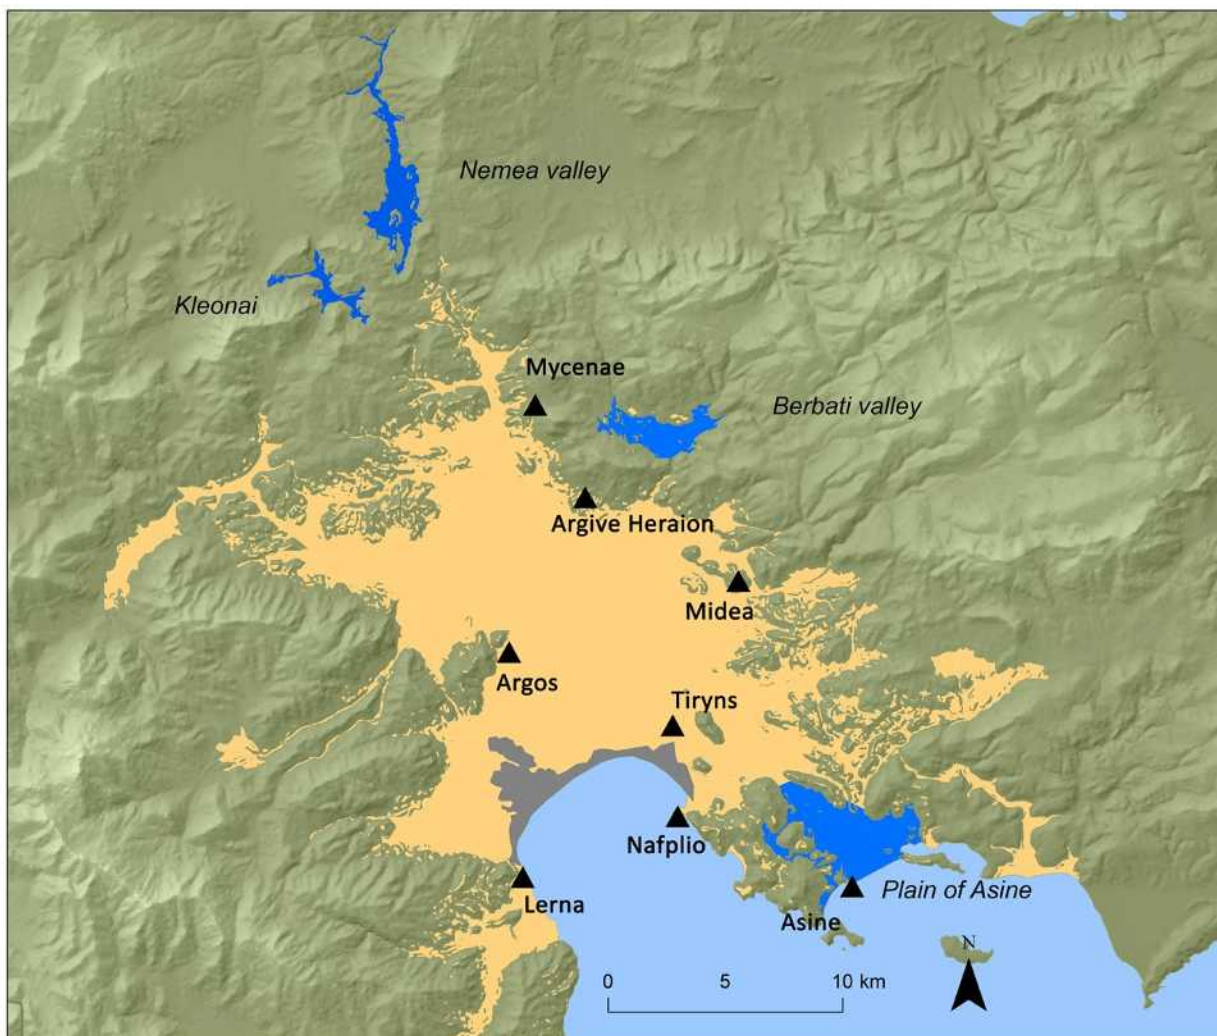 Nemea valley
Kleonai
Mycenae
Berbati valley
Argive Heraion
Midea
Argos
Tiryns
Nafplio
Plain of Asine
Lerna
Asine
N
0 5 10 km